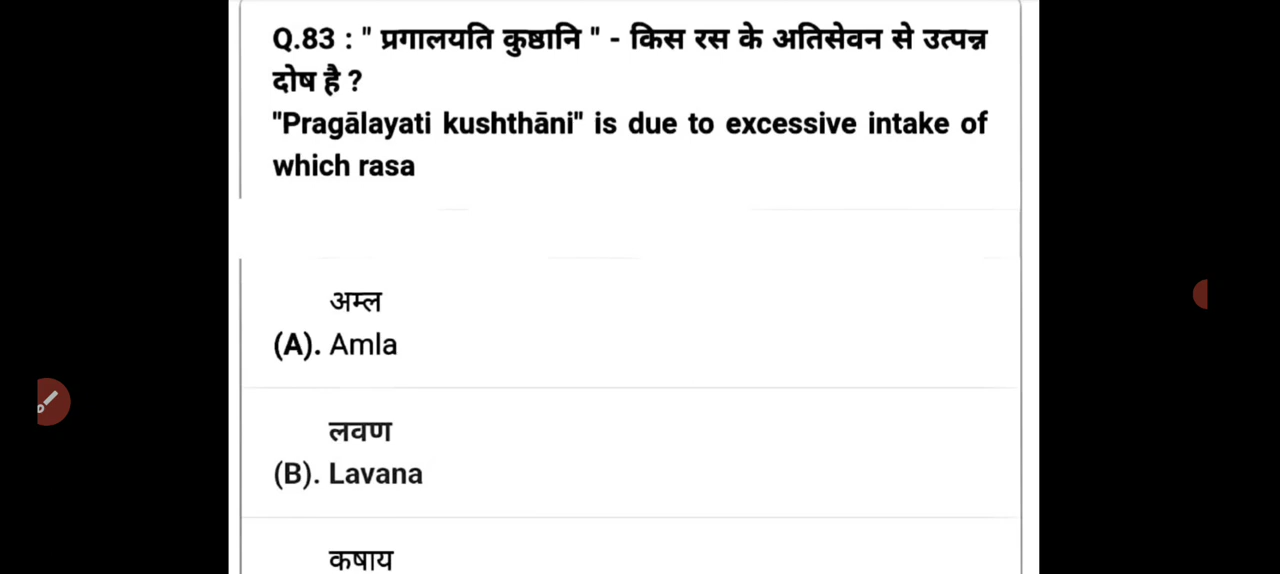 Q.83 : " प्रगालयति कुष्ठानि " - किस रस के अतिसेवन से उत्पन्न
दोष है ?
"Pragālayati kushthāni" is due to excessive intake of
which rasa
अम्ल
(A). Amla
लवण
(B). Lavana
कषाय